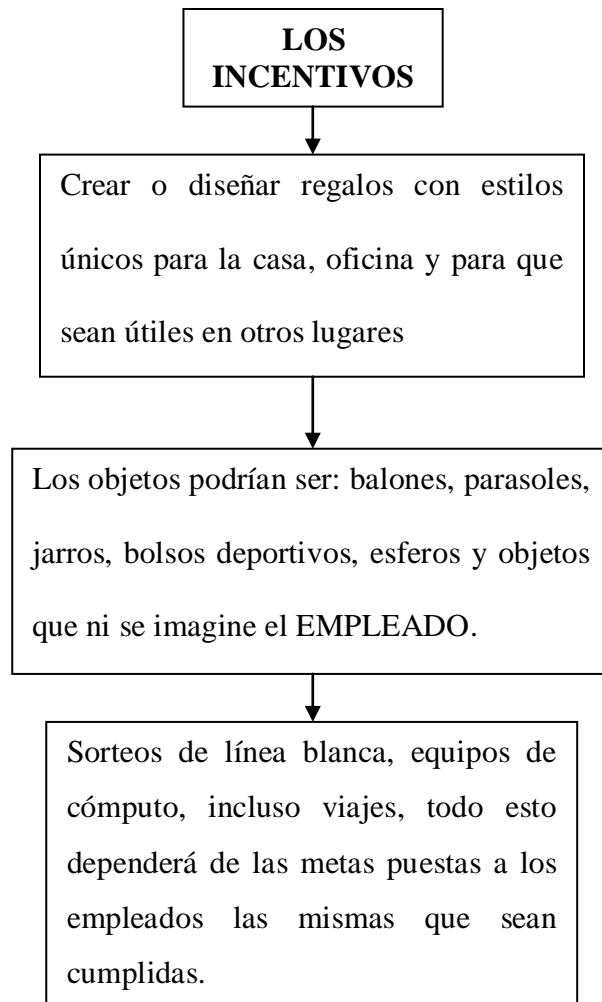 LOS
INCENTIVOS
Crear o diseñar regalos con estilos
únicos para la casa, oficina y para que
sean útiles en otros lugares
Los objetos podrían ser: balones, parasoles,
jarros, bolsos deportivos, esferos y objetos
que ni se imagine el EMPLEADO.
Sorteos de línea blanca, equipos de
cómputo, incluso viajes, todo esto
dependerá de las metas puestas a los
empleados las mismas que sean
cumplidas.